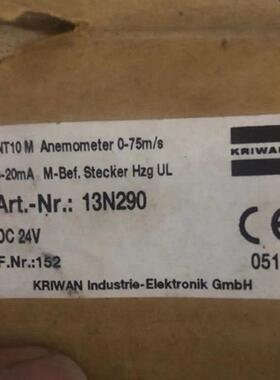 NT10 M Anemometer 0-75m/s
-20mA M-Bef. Stecker Hzg UL
KRIWAN
Art.-Nr.: 13N290
DC 24V
F.Nr.:152
CE
051
KRIWAN Industrie-Elektronik GmbH